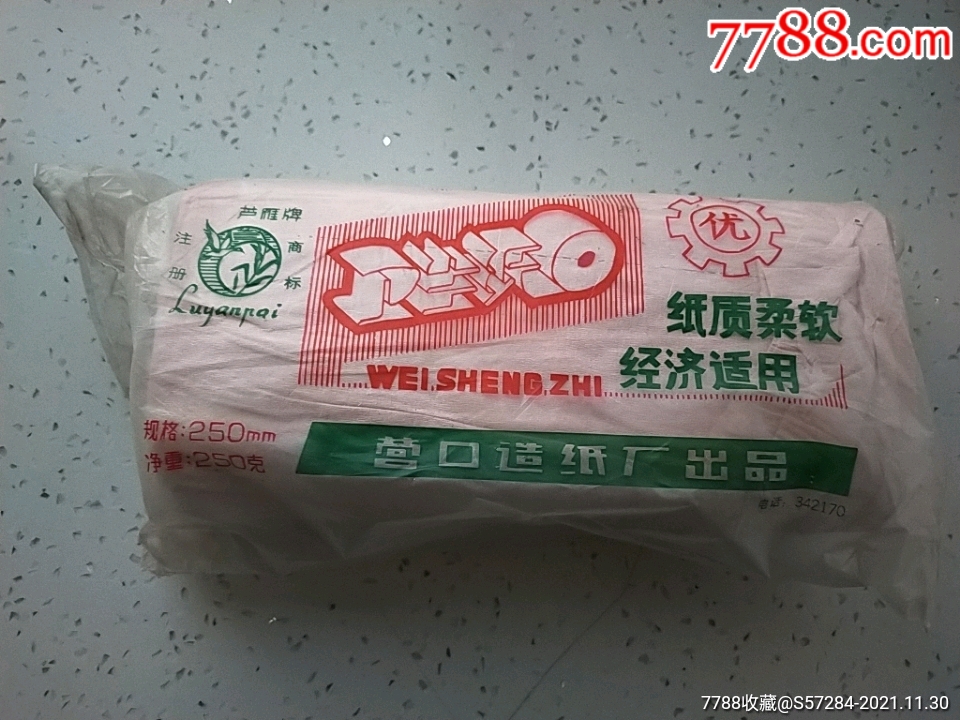 7788.com
芦雁牌
注册
商标
Luyanpai
卫生纸
优
纸质柔软
经济适用
WEI.SHENG.ZHI
规格:250mm
净重:250克
营口造纸厂出品
电话: 342170
7788收藏@S57284-2021.11.30